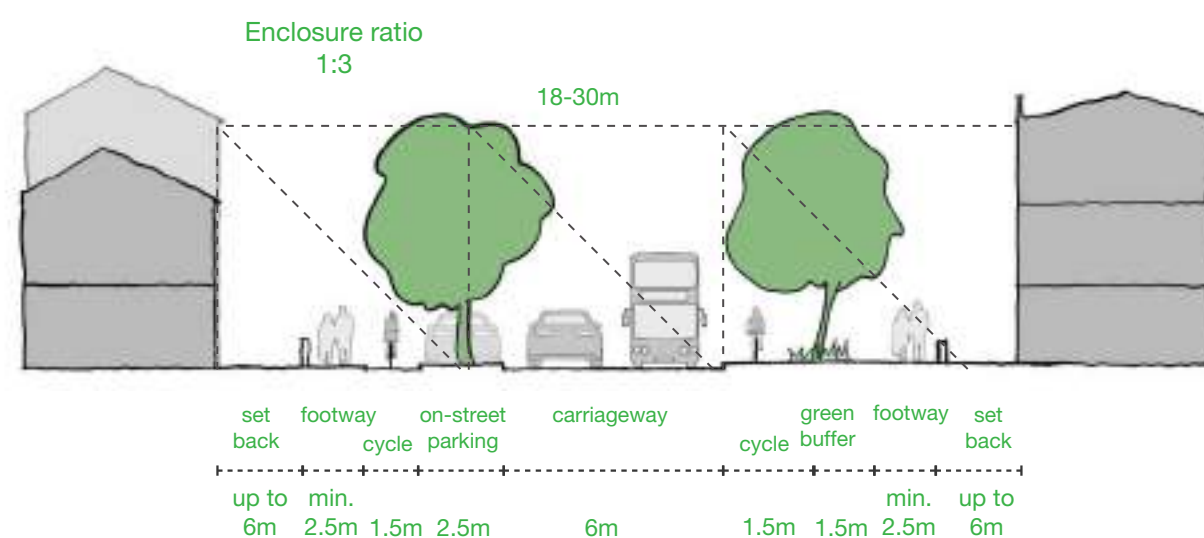 Enclosure ratio
1:3
18-30m
set
back
footway
cycle
on-street
parking
carriageway
cycle
green
buffer
footway
set
back
up to
6m
min.
2.5m
1.5m
2.5m
6m
1.5m
1.5m
min.
2.5m
up to
6m